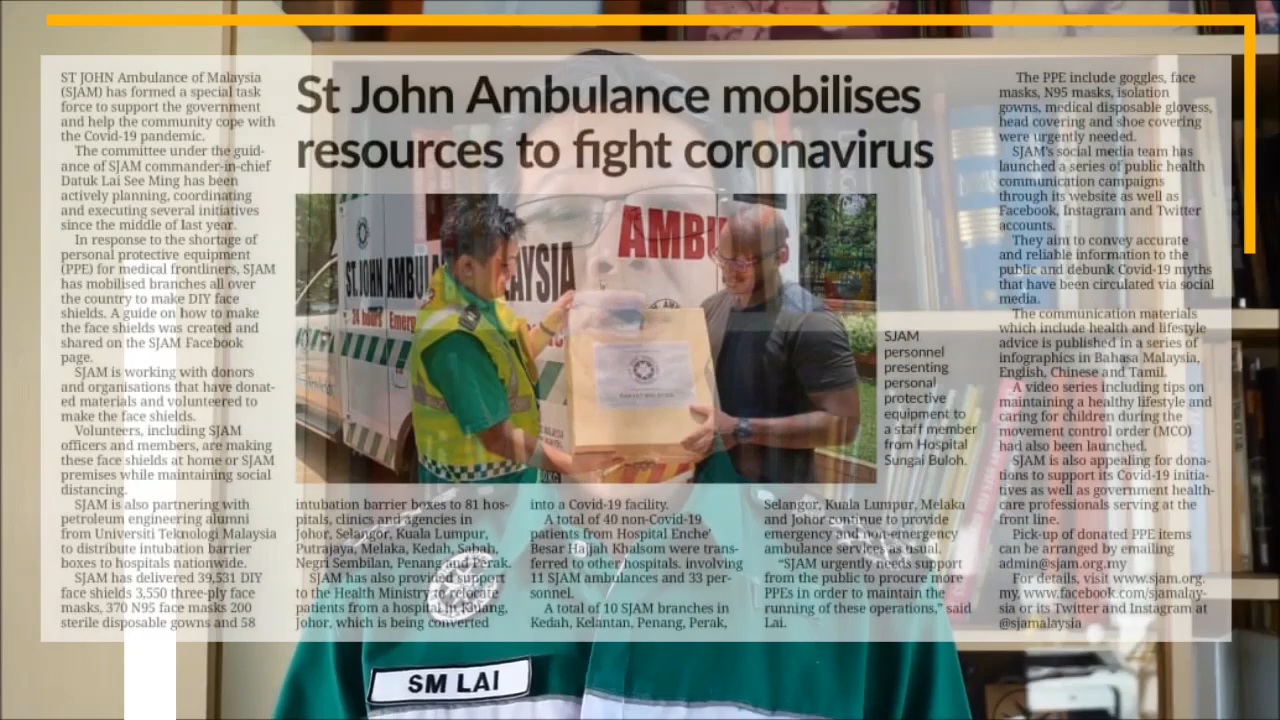 ST JOHN Ambulance of Malaysia
(SJAM) has formed a special task
force to support the government
and help the community cope with
the Covid-19 pandemic.
The committee under the guid-
ance of SJAM commander-in-chief
Datuk Lai See Ming has been
actively planning, coordinating
and executing several initiatives
since the middle of last year.
In response to the shortage of
personal protective equipment
(PPE) for medical frontliners, SJAM
has mobilised branches all over
the country to make DIY face
shields. A guide on how to make
the face shields was created and
shared on the SJAM Facebook
page.
SJAM is working with donors
and organisations that have donat-
ed materials and volunteered to
make the face shields.
Volunteers, including SJAM
officers and members, are making
these face shields at home or SJAM
premises while maintaining social
distancing.
SJAM is also partnering with
petroleum engineering alumni
from Universiti Teknologi Malaysia
to distribute intubation barrier
boxes to hospitals nationwide.
SJAM has delivered 39,531 DIY
face shields 3,550 three-ply face
masks, 370 N95 face masks 200
sterile disposable gowns and 58
St John Ambulance mobilises
resources to fight coronavirus
ST JOHN AMBULA
AYSIA
AMBU
24 hours Emerg
SJAM
personnel
presenting
personal
protective
equipment to
a staff member
from Hospital
Sungai Buloh.
intubation barrier boxes to 81 hos-
pitals, clinics and agencies in
Johor, Selangor, Kuala Lumpur,
Putrajaya, Melaka, Kedah, Sabah,
Negri Sembilan, Penang and Perak.
SJAM has also provided support
to the Health Ministry to relocate
patients from a hospital in Kluang,
Johor, which is being converted
into a Covid-19 facility.
A total of 40 non-Covid-19
patients from Hospital Enche'
Besar Hajjah Khalsom were trans-
ferred to other hospitals. involving
11 SJAM ambulances and 33 per-
sonnel.
A total of 10 SJAM branches in
Kedah, Kelantan, Penang, Perak,
Selangor, Kuala Lumpur, Melaka
and Johor continue to provide
emergency and non-emergency
ambulance services as usual.
"SJAM urgently needs support
from the public to procure more
PPEs in order to maintain the
running of these operations," said
Lai.
The PPE include goggles, face
masks, N95 masks, isolation
gowns, medical disposable glovess,
head covering and shoe covering
were urgently needed.
SJAM's social media team has
launched a series of public health
communication campaigns
through its website as well as
Facebook, Instagram and Twitter
accounts.
They aim to convey accurate
and reliable information to the
public and debunk Covid-19 myths
that have been circulated via social
media.
The communication materials
which include health and lifestyle
advice is published in a series of
infographics in Bahasa Malaysia,
English, Chinese and Tamil.
A video series including tips on
maintaining a healthy lifestyle and
caring for children during the
movement control order (MCO)
had also been launched.
SJAM is also appealing for dona-
tions to support its Covid-19 initia-
tives as well as government health-
care professionals serving at the
front line.
Pick-up of donated PPE items
can be arranged by emailing
admin@sjam.org.my
For details, visit www.sjam.org.
my, www.facebook.com/sjamalay-
sia or its Twitter and Instagram at
@sjamalaysia
SM LAI